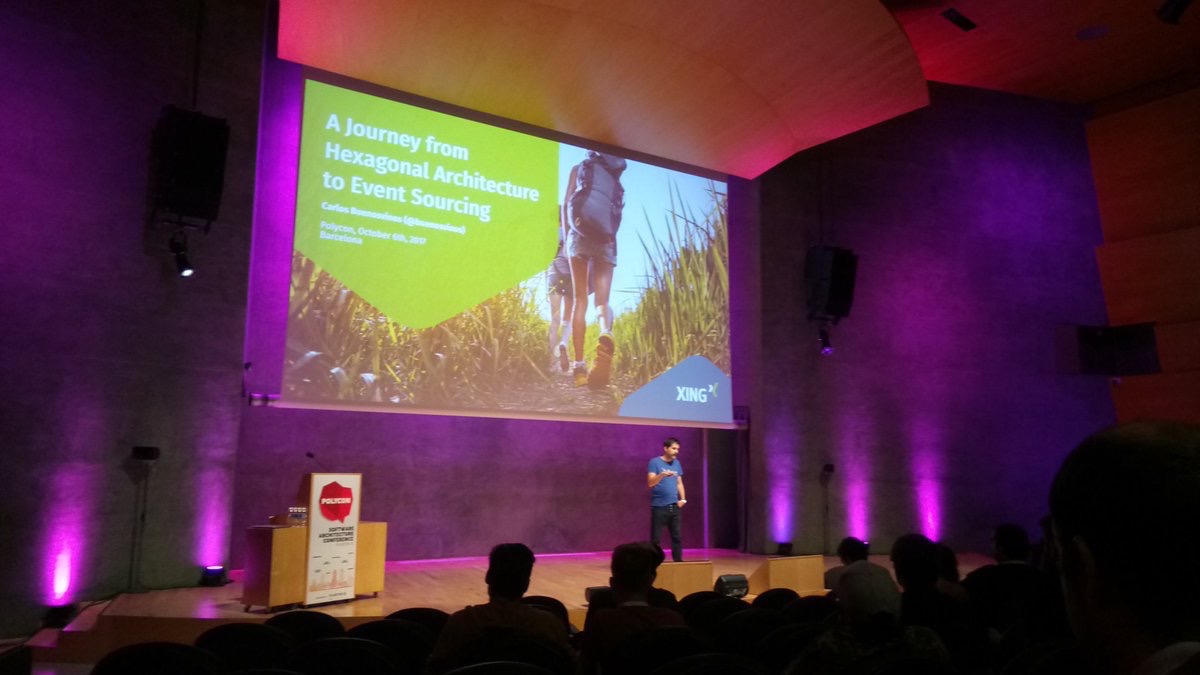 A Journey from
Hexagonal Architecture
to Event Sourcing
Carlos Buenosvinos (@buenosvinos)
Polycon, October 6th, 2017
Barcelona
XING
POLYCON
SOFTWARE
ARCHITECTURE
CONFERENCE